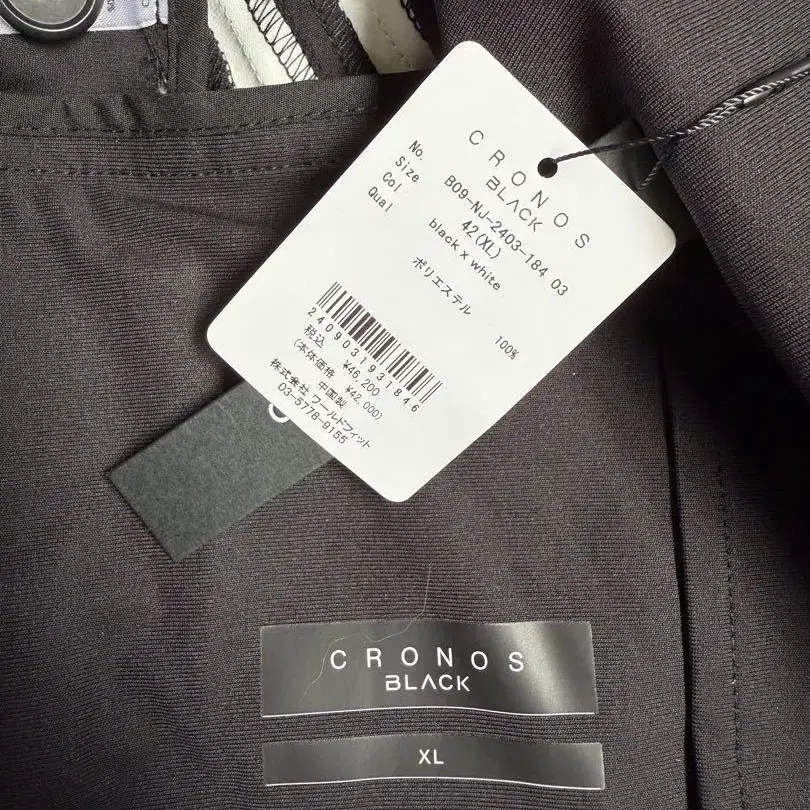 CRONOS
BLACK
No. B09-NJ-2403-184 03
Size 42(XL)
Col black x white
Qual ポリエステル 100%
2409031931846
税込 ¥46,200
(本体価格 ¥42,000)
中国製
株式会社 ワールドフィット
03-5778-9155
CRONOS
BLACK
XL